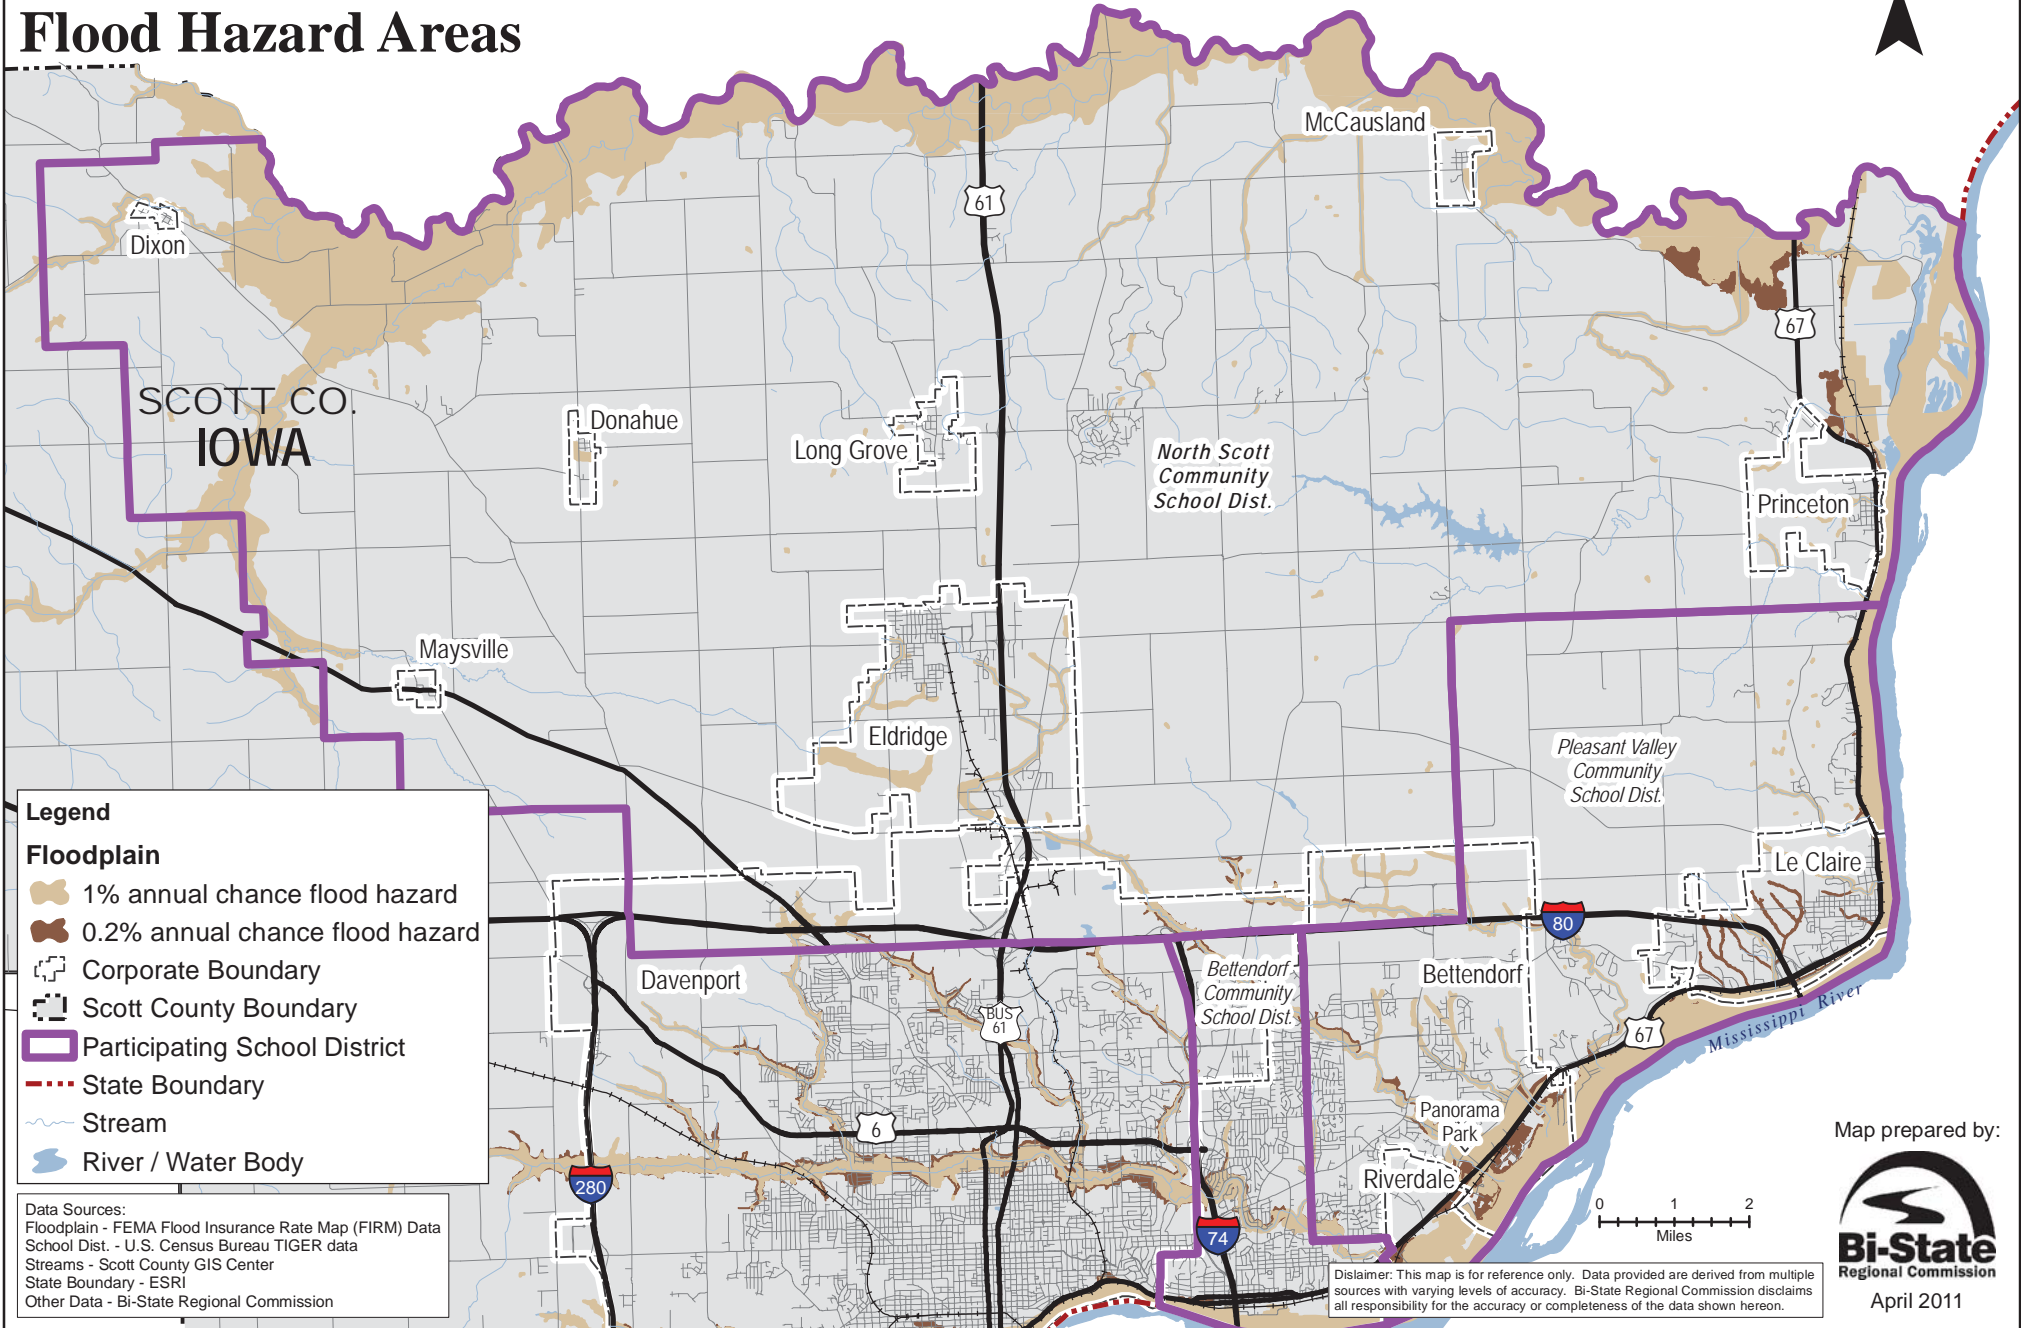 Flood Hazard Areas
McCausland
61
Dixon
67
SCOTT CO.
IOWA
Donahue
Long Grove
North Scott
Community
School Dist.
Princeton
Maysville
Eldridge
Pleasant Valley
Community
School Dist.
Le Claire
80
Davenport
Bettendorf
Community
School Dist.
Bettendorf
BUS
61
67
Mississippi River
6
Panorama
Park
Riverdale
280
74
Legend
Floodplain
1% annual chance flood hazard
0.2% annual chance flood hazard
Corporate Boundary
Scott County Boundary
Participating School District
State Boundary
Stream
River / Water Body
Data Sources:
Floodplain - FEMA Flood Insurance Rate Map (FIRM) Data
School Dist. - U.S. Census Bureau TIGER data
Streams - Scott County GIS Center
State Boundary - ESRI
Other Data - Bi-State Regional Commission
0 1 2
Miles
Dislaimer: This map is for reference only. Data provided are derived from multiple
sources with varying levels of accuracy. Bi-State Regional Commission disclaims
all responsibility for the accuracy or completeness of the data shown hereon.
Map prepared by:
Bi-State
Regional Commission
April 2011